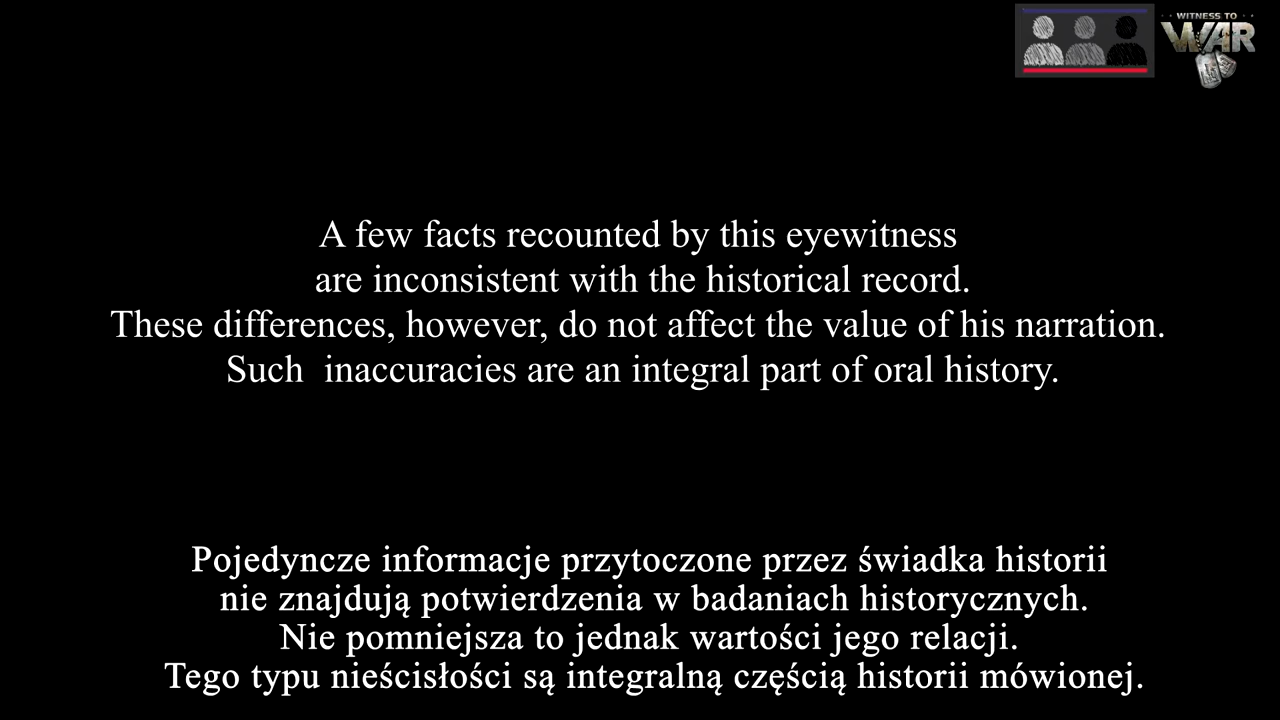 WITNESS TO
WAR
A few facts recounted by this eyewitness
are inconsistent with the historical record.
These differences, however, do not affect the value of his narration.
Such  inaccuracies are an integral part of oral history.
Pojedyncze informacje przytoczone przez świadka historii
nie znajdują potwierdzenia w badaniach historycznych.
Nie pomniejsza to jednak wartości jego relacji.
Tego typu nieścisłości są integralną częścią historii mówionej.